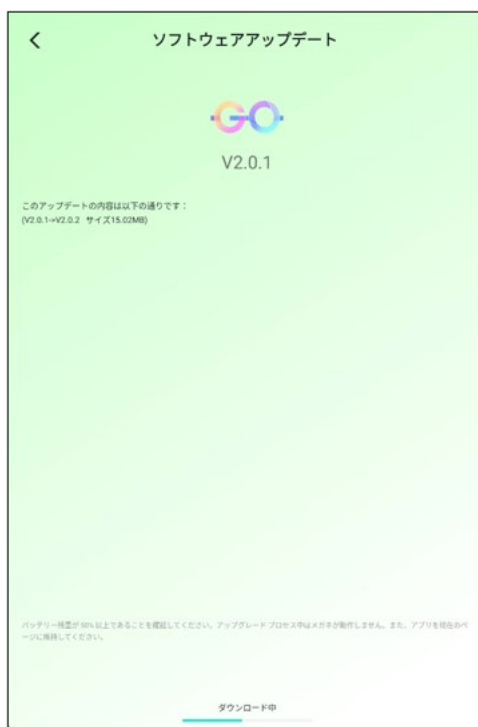 ソフトウェアアップデート
GO
V2.0.1
このアップデートの内容は以下の通りです：
(V2.0.1->V2.0.2 サイズ15.02MB)
バッテリー残量が 50% 以上であることを確認してください。アップグレード プロセス中はメガネが動作しません。また、アプリを現在のペ
ージに維持してください。
ダウンロード中